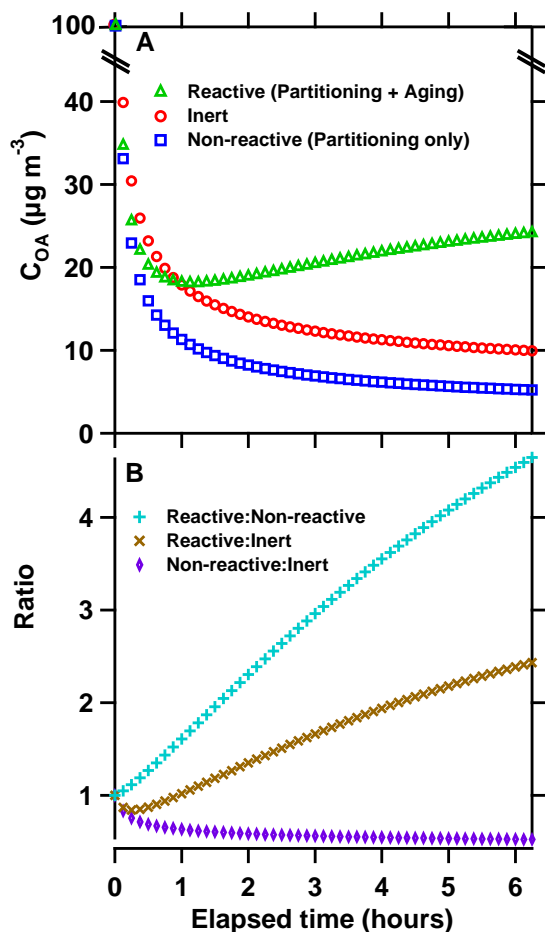 100
A
Reactive (Partitioning + Aging)
Inert
Non-reactive (Partitioning only)
40
30
20
10
0
C_OA (µg m⁻³)
B
Reactive:Non-reactive
Reactive:Inert
Non-reactive:Inert
4
3
2
1
Ratio
0 1 2 3 4 5 6
Elapsed time (hours)